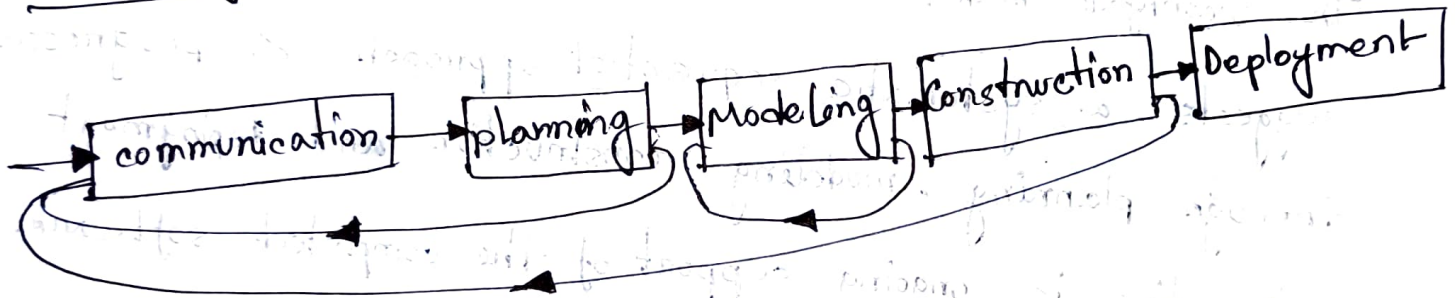 communication
planning
Modeling
Construction
Deployment